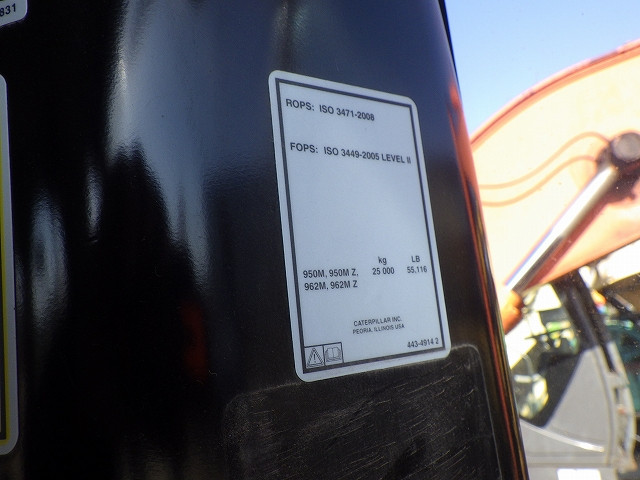 831
ROPS: ISO 3471-2008
FOPS: ISO 3449-2005 LEVEL II
kg LB
950M, 950M Z, 25 000 55,116
962M, 962M Z
CATERPILLAR INC.
PEORIA, ILLINOIS USA
443-4914 2